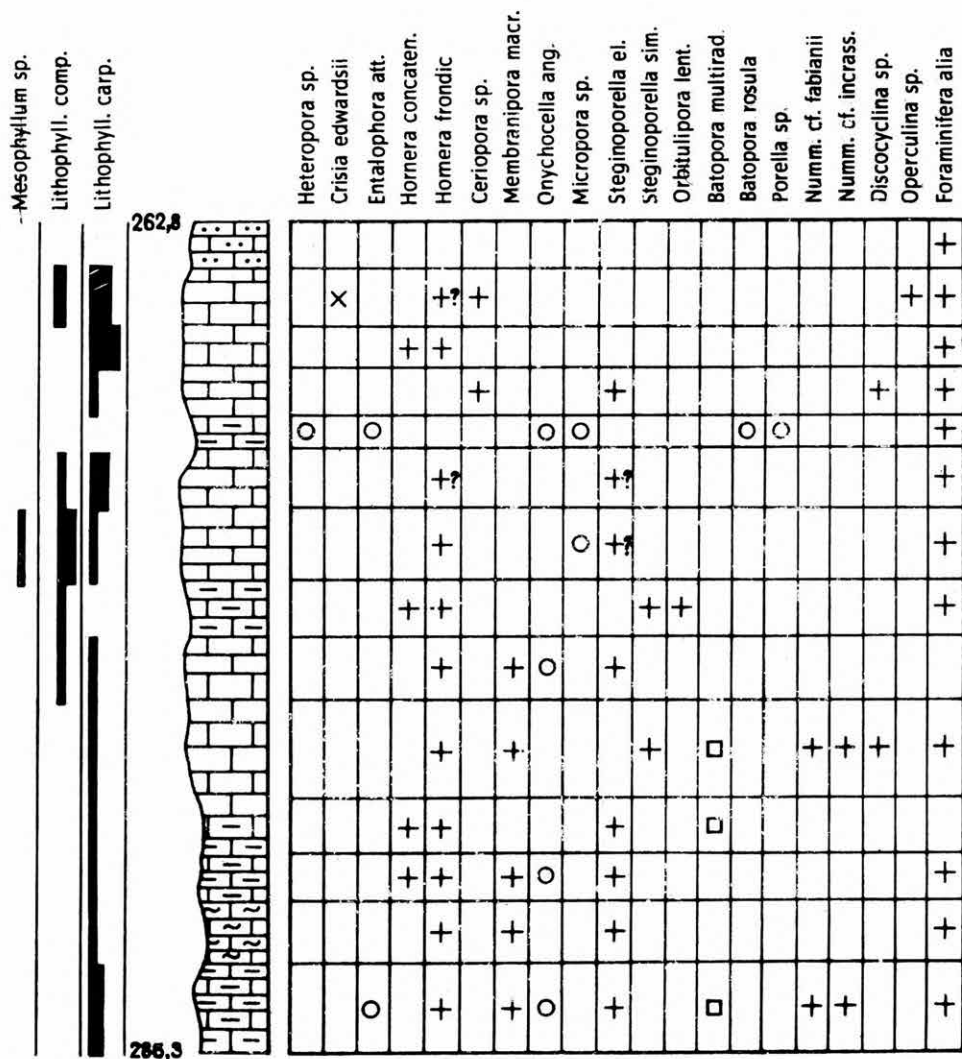 Mesophyllum sp.
Lithophyll. comp.
Lithophyll. carp.
Heteropora sp.
Crisia edwardsii
Entalophora att.
Hornera concaten.
Hornera frondic
Ceriopora sp.
Membranipora macr.
Onychocella ang.
Micropora sp.
Steginoporella el.
Steginoporella sim.
Orbitulipora lent.
Batopora multirad.
Batopora rosula
Porella sp.
Numm. cf. fabianii
Numm. cf. incrass.
Discocyclina sp.
Operculina sp.
Foraminifera alia
262,8
285,3